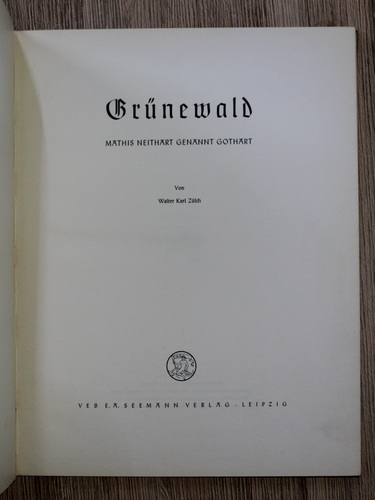 Grünewald
MATHIS NEITHART GENANNT GOTHART
Von
Walter Karl Zülch
VEB E.A. SEEMANN VERLAG · LEIPZIG